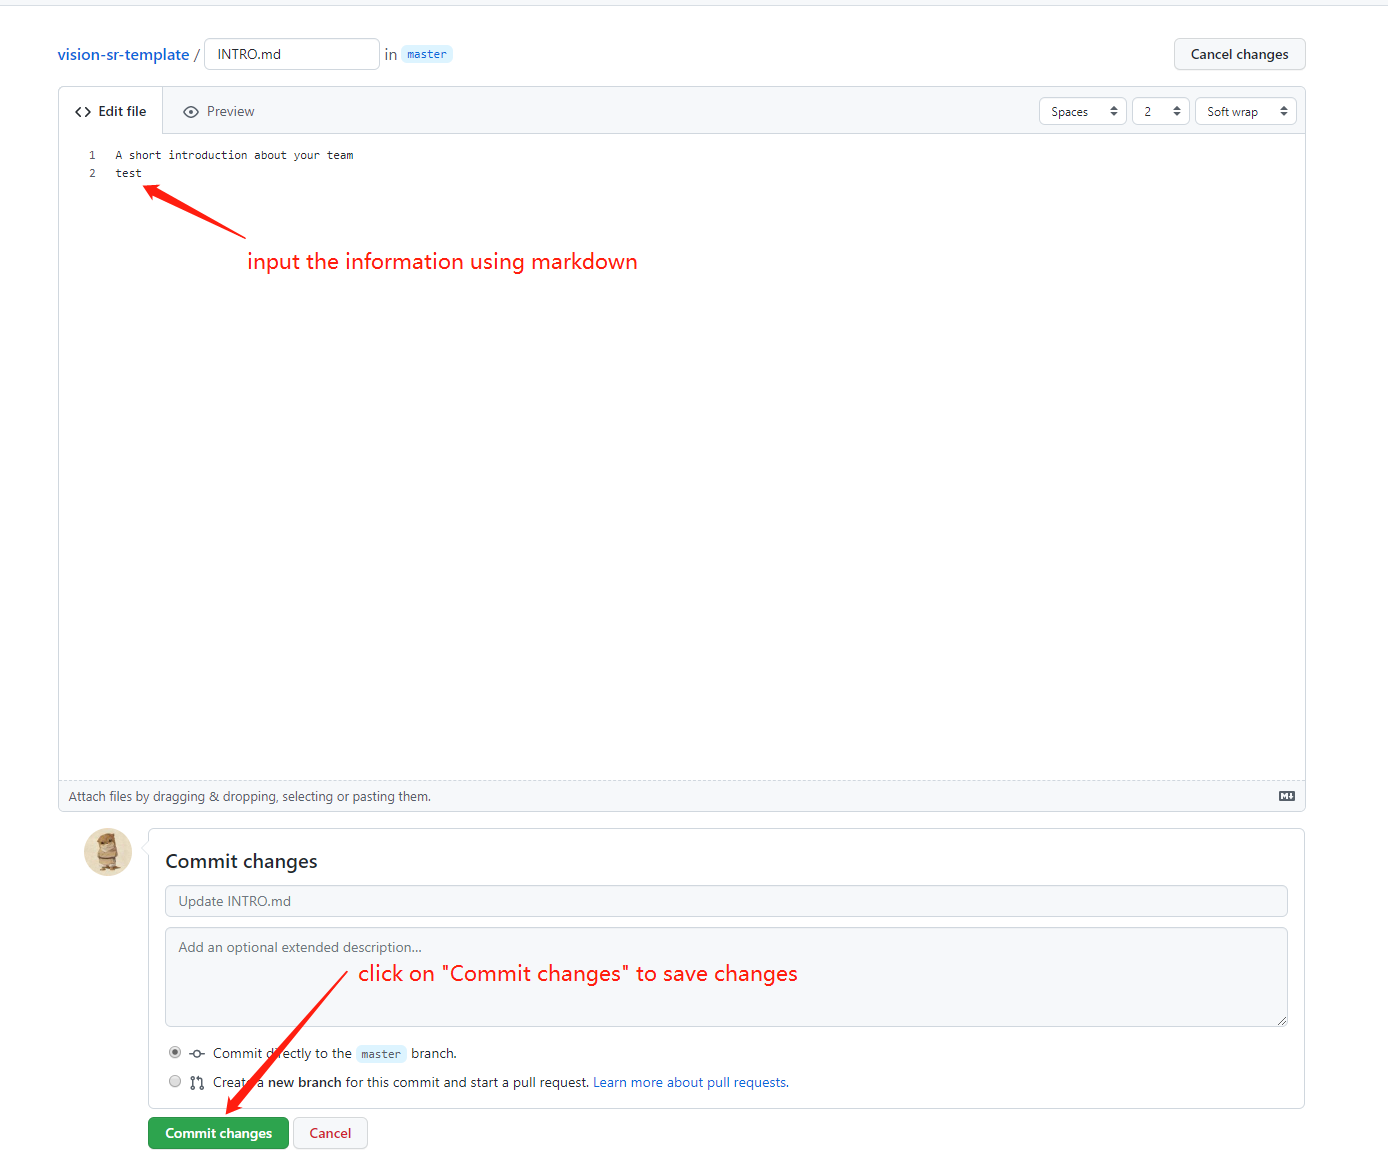 vision-sr-template / INTRO.md in master Cancel changes
Edit file Preview Spaces 2 Soft wrap
1 A short introduction about your team
2 test
input the information using markdown
Attach files by dragging & dropping, selecting or pasting them.
Commit changes
Update INTRO.md
Add an optional extended description...
click on "Commit changes" to save changes
Commit directly to the master branch.
Create a new branch for this commit and start a pull request. Learn more about pull requests.
Commit changes Cancel